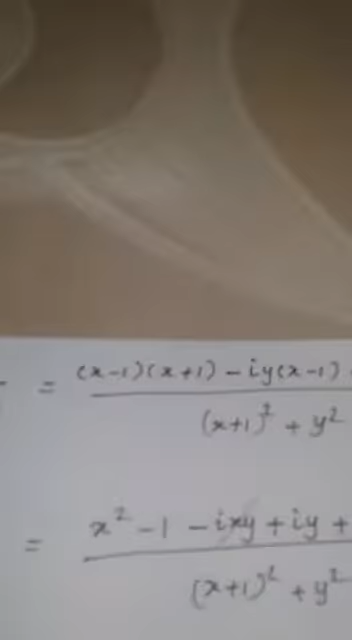 = (x-1)(x+1) - iy(x-1)
(x+1)² + y²
= x² - 1 - ixy + iy +
(x+1)² + y²